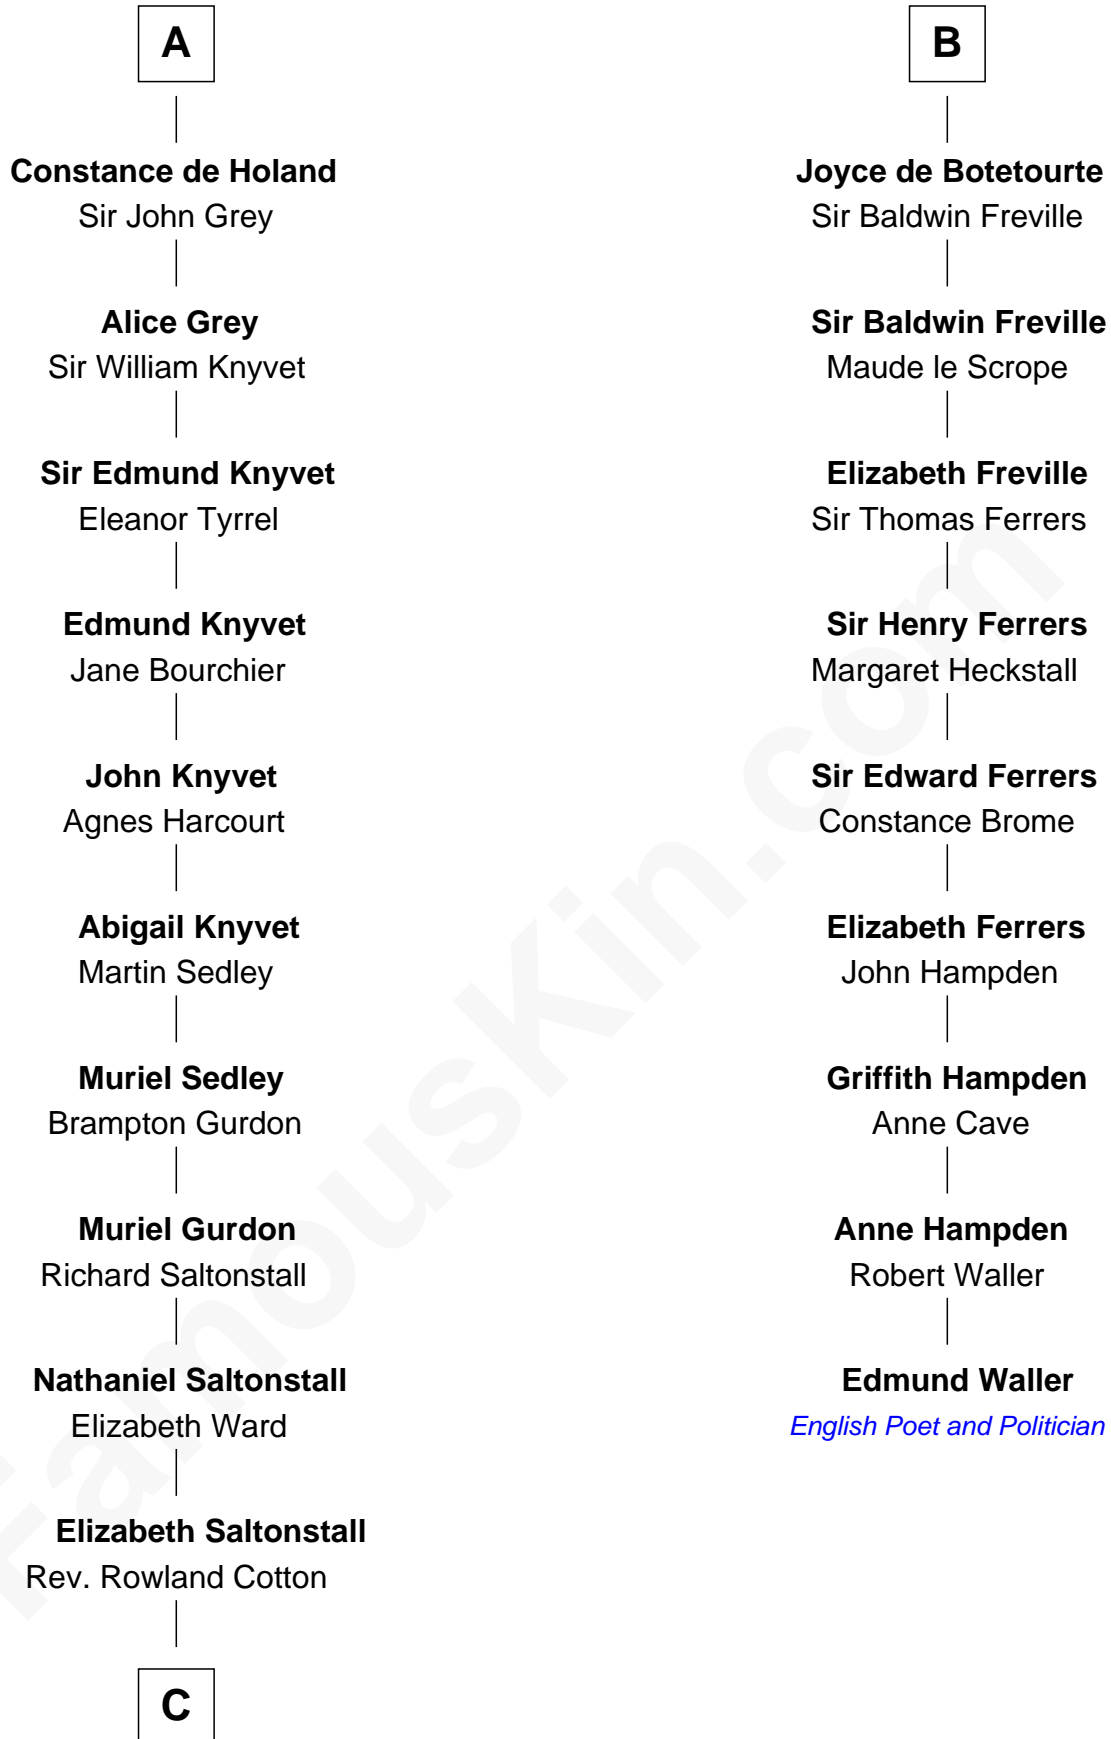 A
Constance de Holand
Sir John Grey
Alice Grey
Sir William Knyvet
Sir Edmund Knyvet
Eleanor Tyrrel
Edmund Knyvet
Jane Bourchier
John Knyvet
Agnes Harcourt
Abigail Knyvet
Martin Sedley
Muriel Sedley
Brampton Gurdon
Muriel Gurdon
Richard Saltonstall
Nathaniel Saltonstall
Elizabeth Ward
Elizabeth Saltonstall
Rev. Rowland Cotton
C
B
Joyce de Botetourte
Sir Baldwin Freville
Sir Baldwin Freville
Maude le Scrope
Elizabeth Freville
Sir Thomas Ferrers
Sir Henry Ferrers
Margaret Heckstall
Sir Edward Ferrers
Constance Brome
Elizabeth Ferrers
John Hampden
Griffith Hampden
Anne Cave
Anne Hampden
Robert Waller
Edmund Waller
English Poet and Politician
FamousKin.com